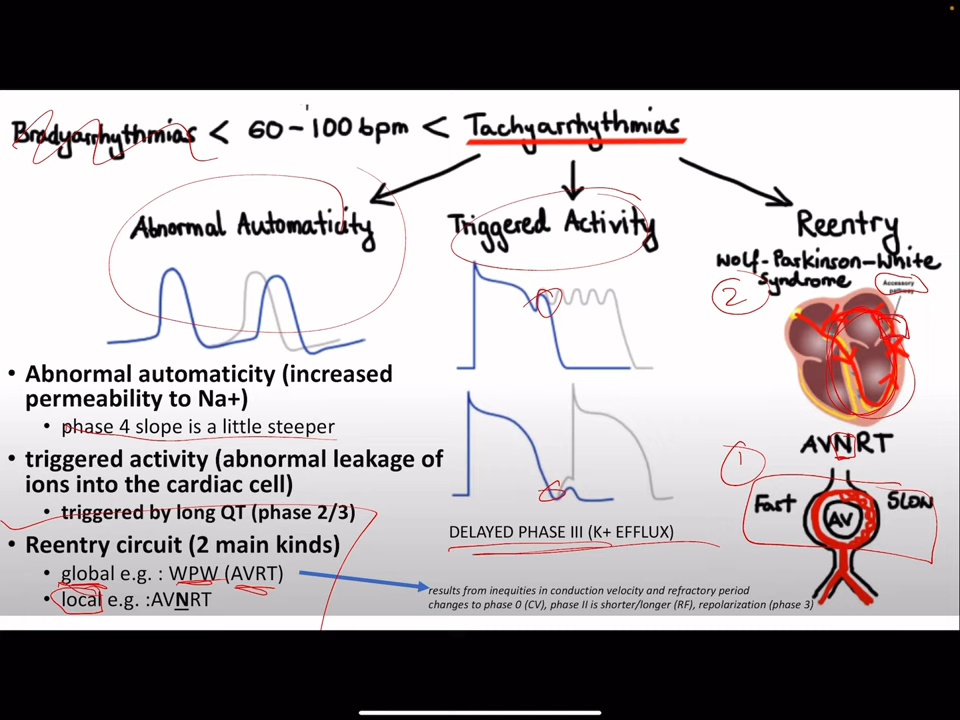 Bradyarrhythmias < 60-100 bpm < Tachyarrhythmias
Abnormal Automaticity
Triggered Activity
Reentry
Wolf-Parkinson-White
Syndrome
2
Accessory
pathway
• Abnormal automaticity (increased
permeability to Na+)
• phase 4 slope is a little steeper
• triggered activity (abnormal leakage of
ions into the cardiac cell)
• triggered by long QT (phase 2/3)
• Reentry circuit (2 main kinds)
• global e.g. : WPW (AVRT)
• local e.g. :AVNRT
DELAYED PHASE III (K+ EFFLUX)
results from inequities in conduction velocity and refractory period
changes to phase 0 (CV), phase II is shorter/longer (RF), repolarization (phase 3)
AVNRT
1
Fast
Slow
AV